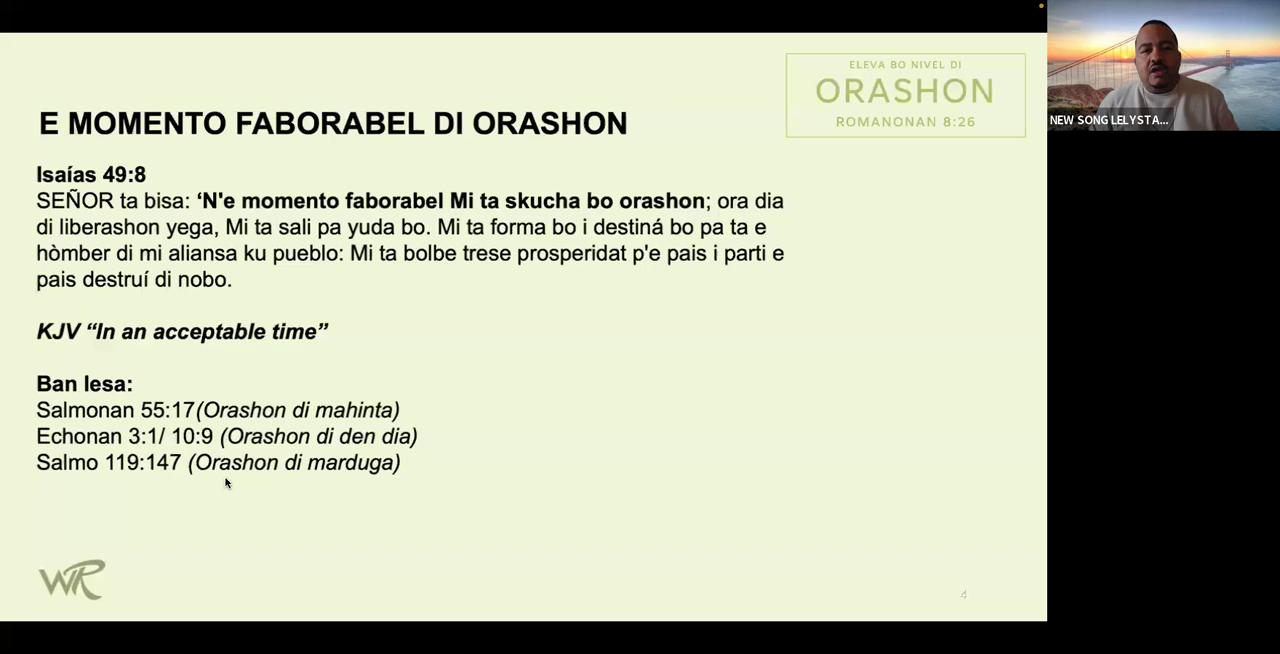 ELEVA BO NIVEL DI
ORASHON
ROMANONAN 8:26
E MOMENTO FABORABEL DI ORASHON
Isaías 49:8
SEÑOR ta bisa: ‘N'e momento faborabel Mi ta skucha bo orashon; ora dia
di liberashon yega, Mi ta sali pa yuda bo. Mi ta forma bo i destiná bo pa ta e
hòmber di mi aliansa ku pueblo: Mi ta bolbe trese prosperidat p'e pais i parti e
pais destruí di nobo.
KJV “In an acceptable time”
Ban lesa:
Salmonan 55:17(Orashon di mahinta)
Echonan 3:1/ 10:9 (Orashon di den dia)
Salmo 119:147 (Orashon di marduga)
WR
4
NEW SONG LELYSTA...